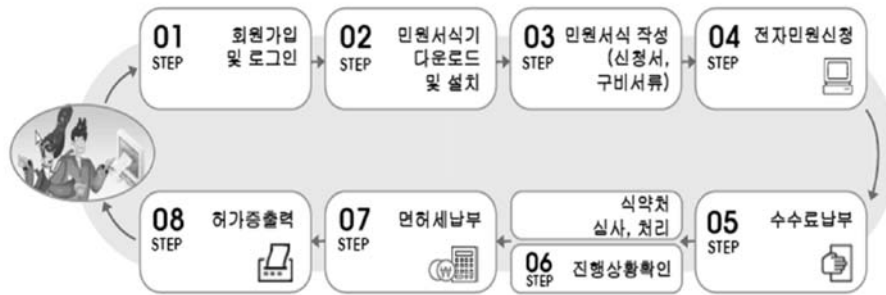 01
STEP
회원가입
및 로그인
02
STEP
민원서식기
다운로드
및 설치
03
STEP
민원서식 작성
(신청서,
구비서류)
04
STEP
전자민원신청
05
STEP
수수료납부
식약처
심사, 처리
06
STEP
진행상황확인
07
STEP
면허세납부
08
STEP
허가증출력